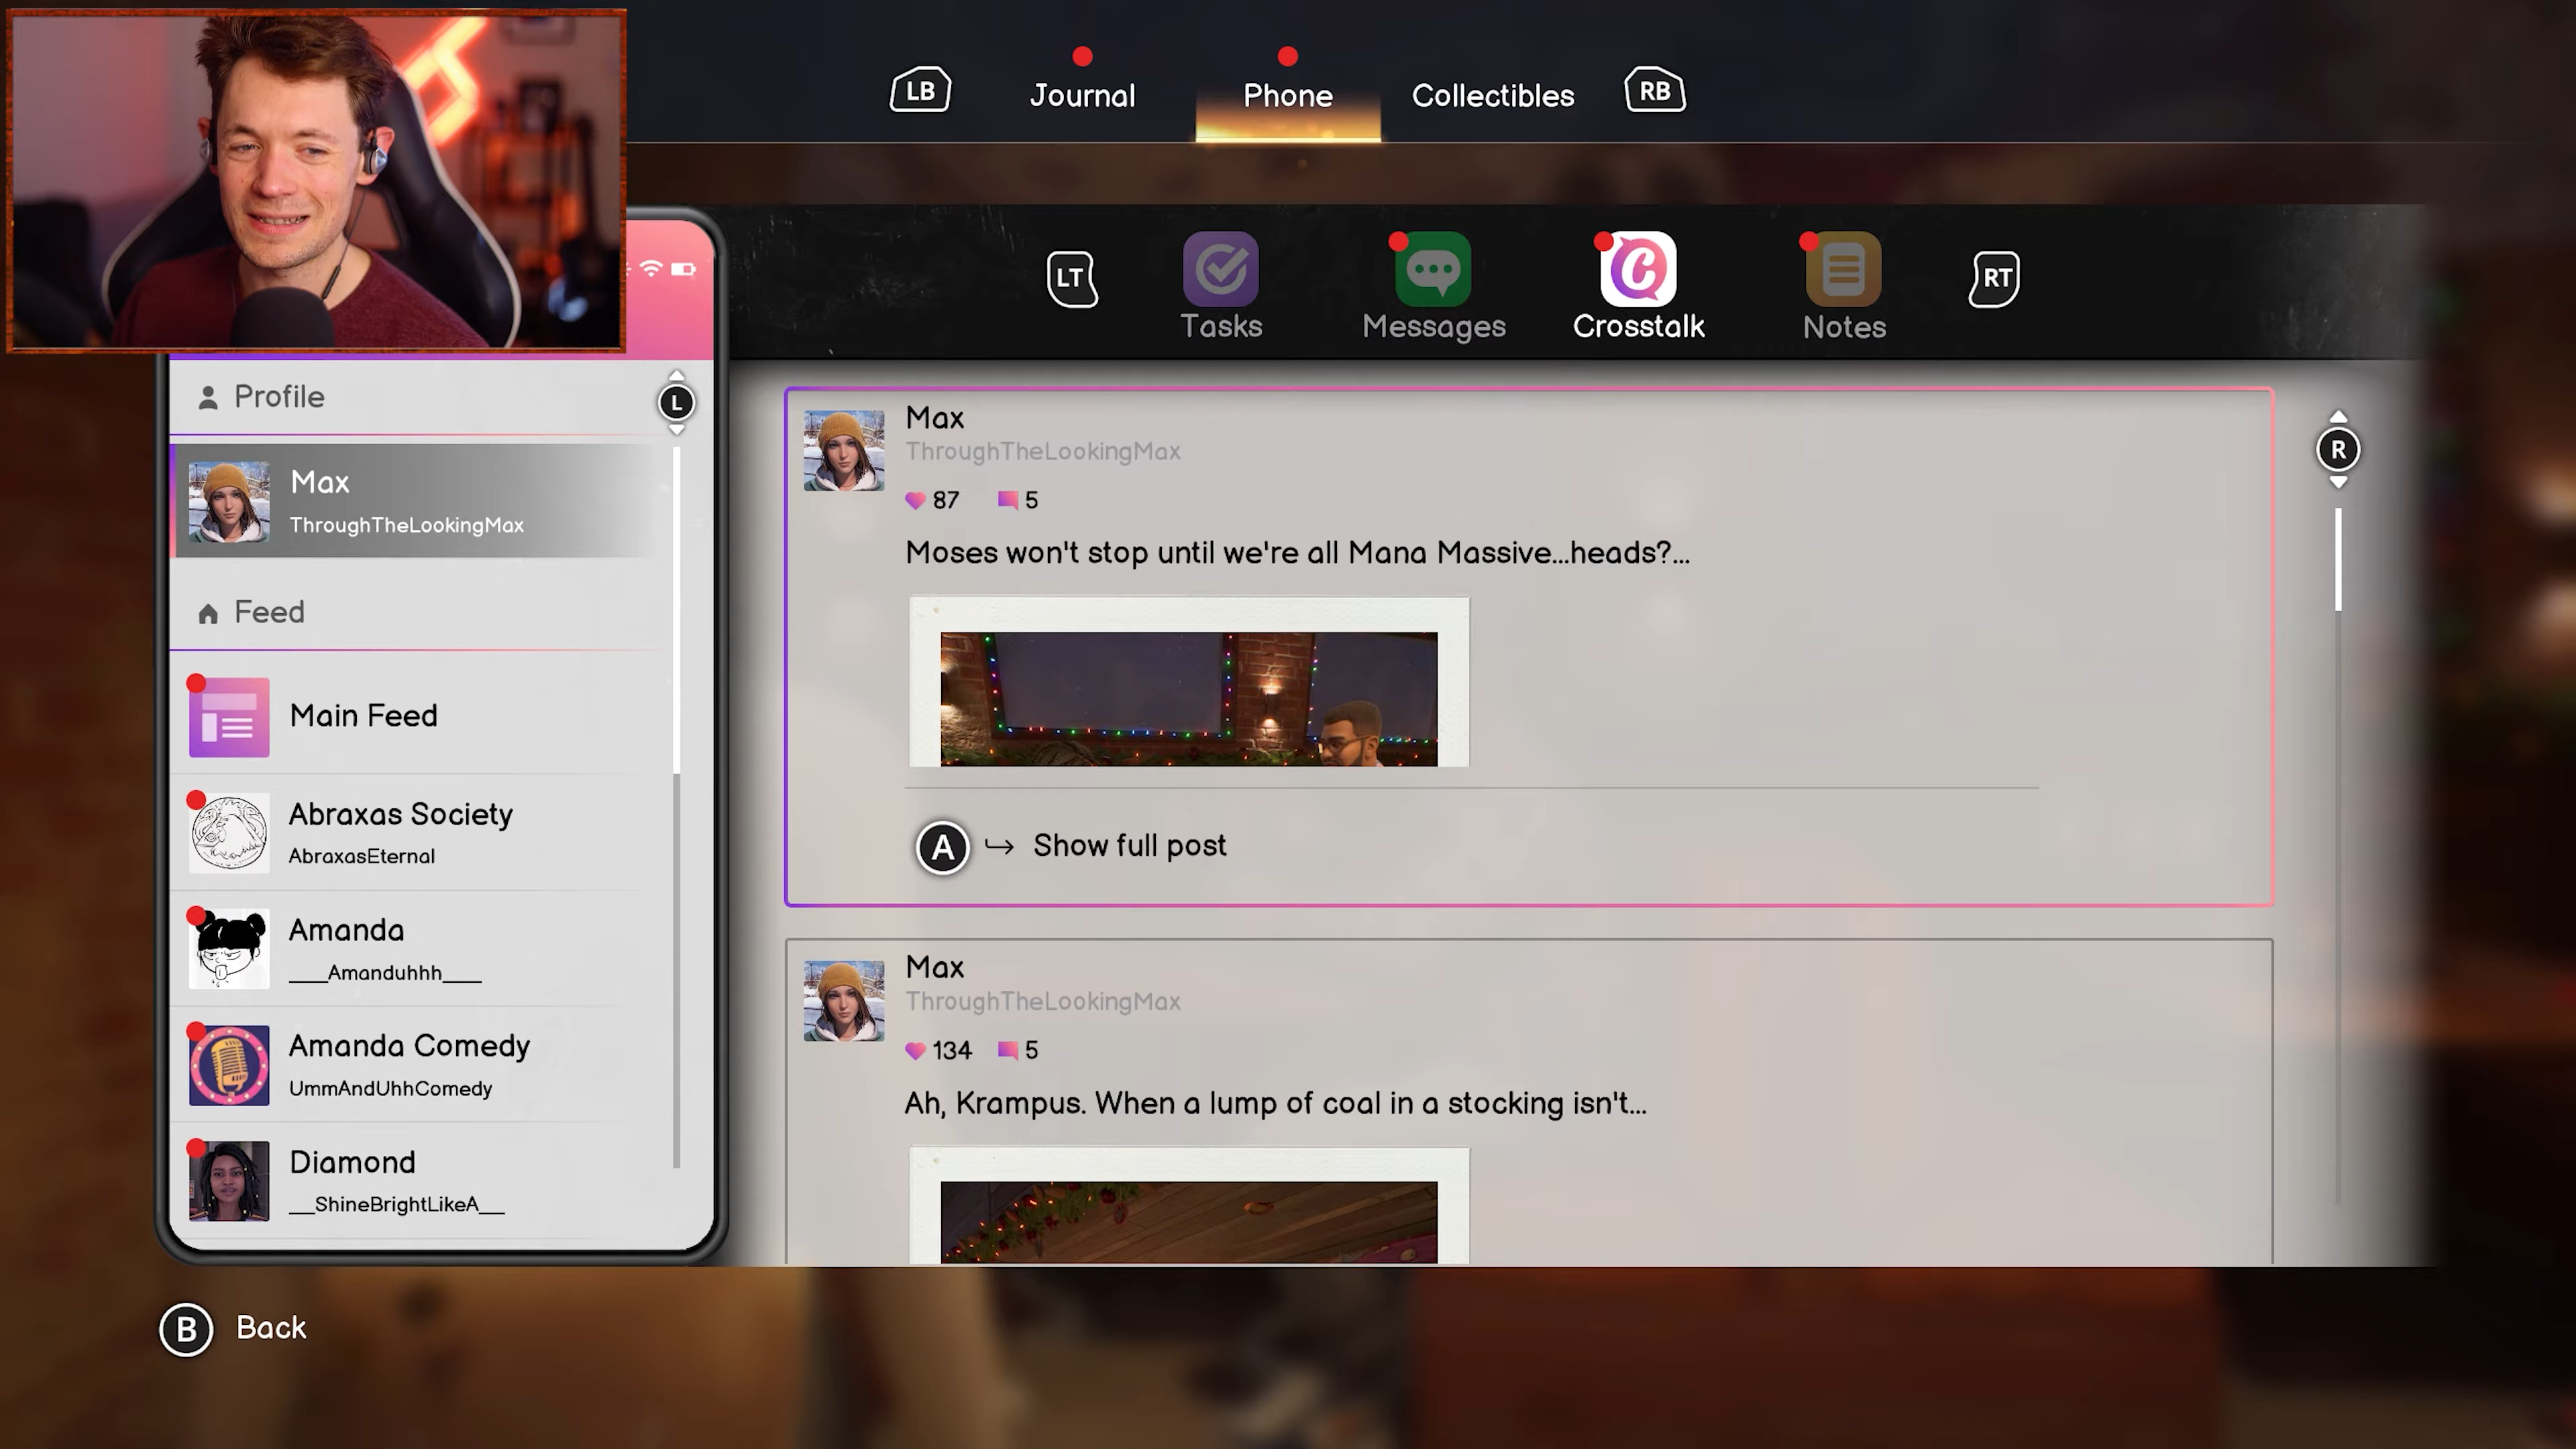 LB
Journal
Phone
Collectibles
RB
LT
Tasks
Messages
Crosstalk
Notes
RT
Profile
L
Max
ThroughTheLookingMax
Feed
Main Feed
Abraxas Society
AbraxasEternal
Amanda
____Amanduhhh____
Amanda Comedy
UmmAndUhhComedy
Diamond
__ShineBrightLikeA__
Max
ThroughTheLookingMax
87 5
Moses won't stop until we're all Mana Massive...heads?...
A Show full post
R
Max
ThroughTheLookingMax
134 5
Ah, Krampus. When a lump of coal in a stocking isn't...
B Back